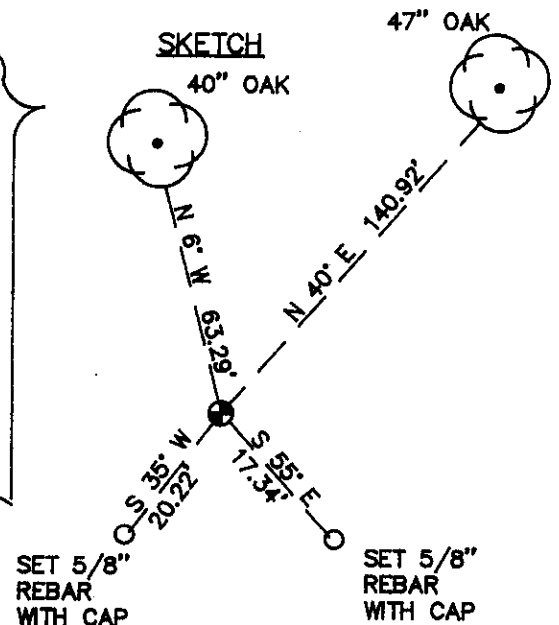 SKETCH
40" OAK
47" OAK
N 6° W 63.29'
N 40° E 140.92'
S 35° W
20.22'
S 55° E
17.34'
SET 5/8"
REBAR
WITH CAP
SET 5/8"
REBAR
WITH CAP